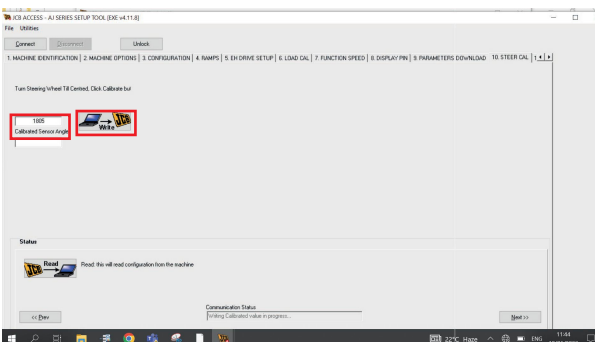 JCB ACCESS - AJ SERIES SETUP TOOL (EXE v4.11.8)
File Utilities
Connect Disconnect Unlock
1. MACHINE IDENTIFICATION | 2. MACHINE OPTIONS | 3. CONFIGURATION | 4. RAMPS | 5. EH DRIVE SETUP | 6. LOAD CAL | 7. FUNCTION SPEED | 8. DISPLAY PIN | 9. PARAMETERS DOWNLOAD 10. STEER CAL | 1
Turn Steering Wheel Till Centred, Click Calibrate but
1805
Calibrated Sensor Angle
Write
JCB
Status
JCB
Read
Read: this will read configuration from the machine
Communication Status
Writing Calibrated value in progress...
<< Prev
Next >>
22°C Haze
ENG
11:44